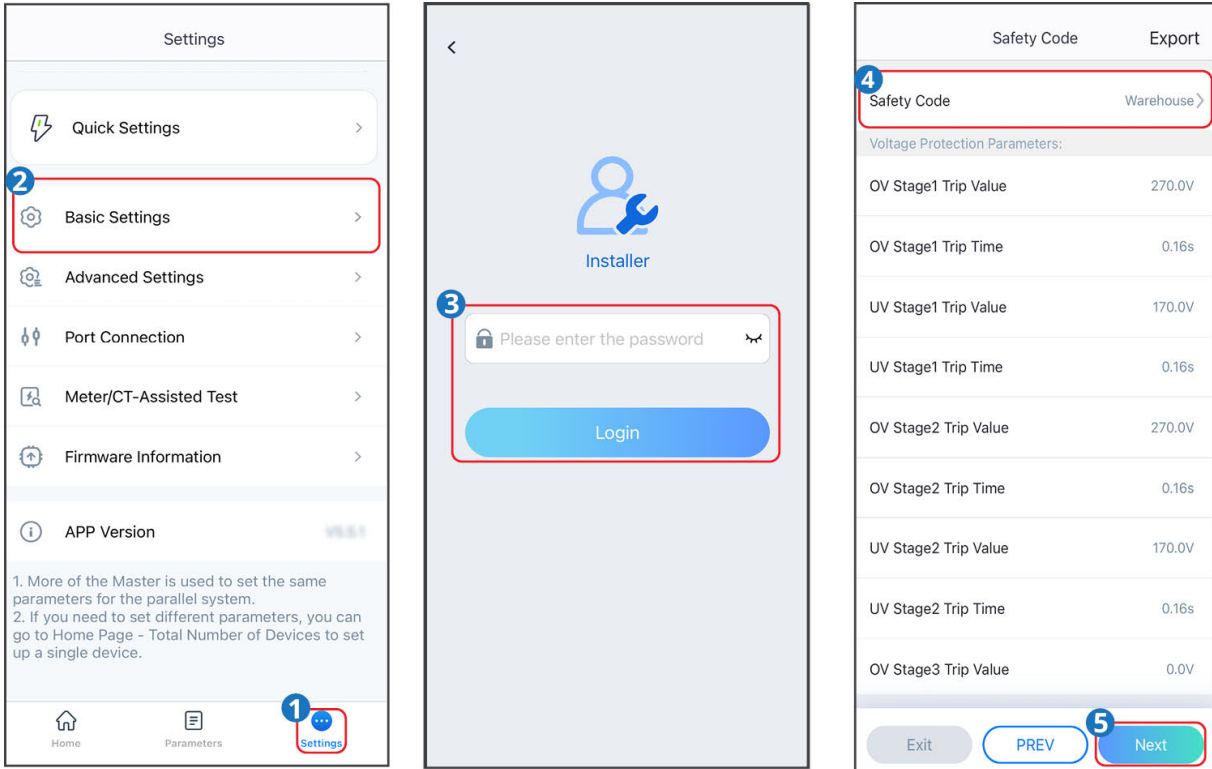 Settings
Quick Settings
2
Basic Settings
Advanced Settings
Port Connection
Meter/CT-Assisted Test
Firmware Information
APP Version
1. More of the Master is used to set the same
parameters for the parallel system.
2. If you need to set different parameters, you can
go to Home Page - Total Number of Devices to set
up a single device.
1
Home Parameters Settings
Installer
3
Please enter the password
Login
Safety Code Export
4
Safety Code Warehouse
Voltage Protection Parameters:
OV Stage1 Trip Value 270.0V
OV Stage1 Trip Time 0.16s
UV Stage1 Trip Value 170.0V
UV Stage1 Trip Time 0.16s
OV Stage2 Trip Value 270.0V
OV Stage2 Trip Time 0.16s
UV Stage2 Trip Value 170.0V
UV Stage2 Trip Time 0.16s
OV Stage3 Trip Value 0.0V
5
Exit PREV Next